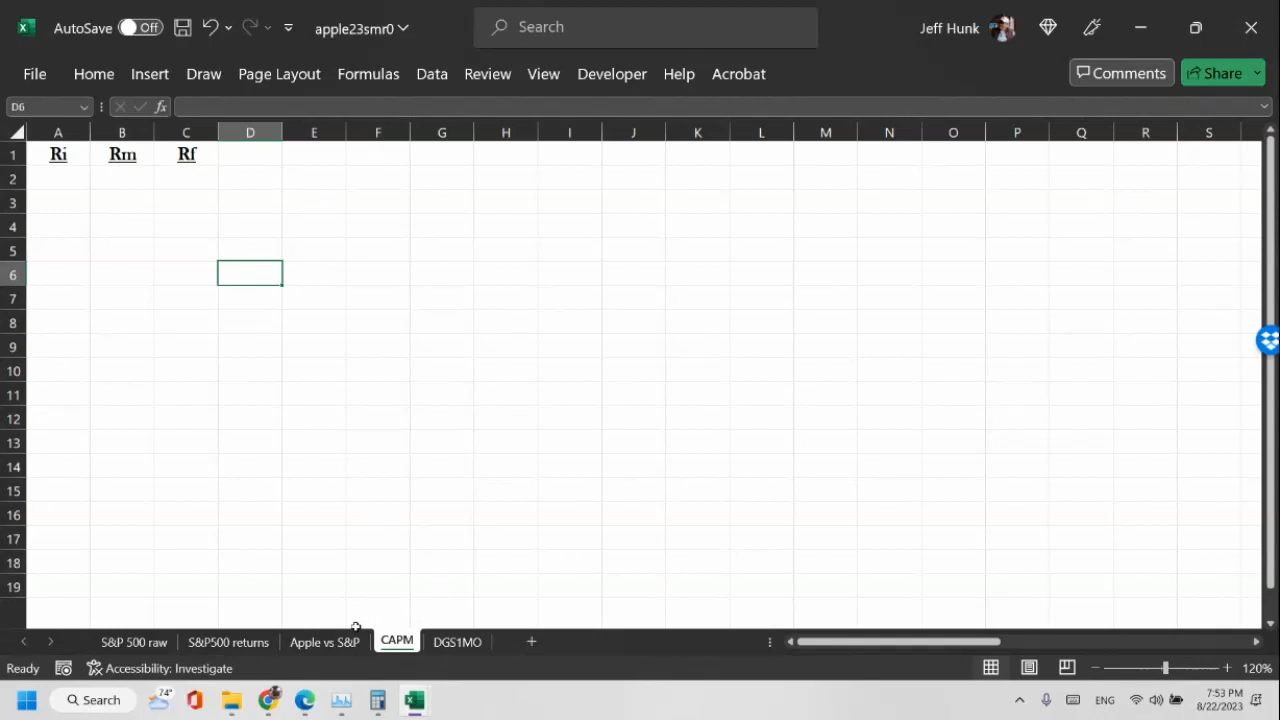 AutoSave Off apple23smr0 Search Jeff Hunk
File Home Insert Draw Page Layout Formulas Data Review View Developer Help Acrobat Comments Share
D6 fx
A B C D E F G H I J K L M N O P Q R S
1 Ri Rm Rf
2
3
4
5
6
7
8
9
10
11
12
13
14
15
16
17
18
19
S&P 500 raw S&P500 returns Apple vs S&P CAPM DGS1MO
Ready Accessibility: Investigate 120%
74° Search ENG 7:53 PM
8/22/2023